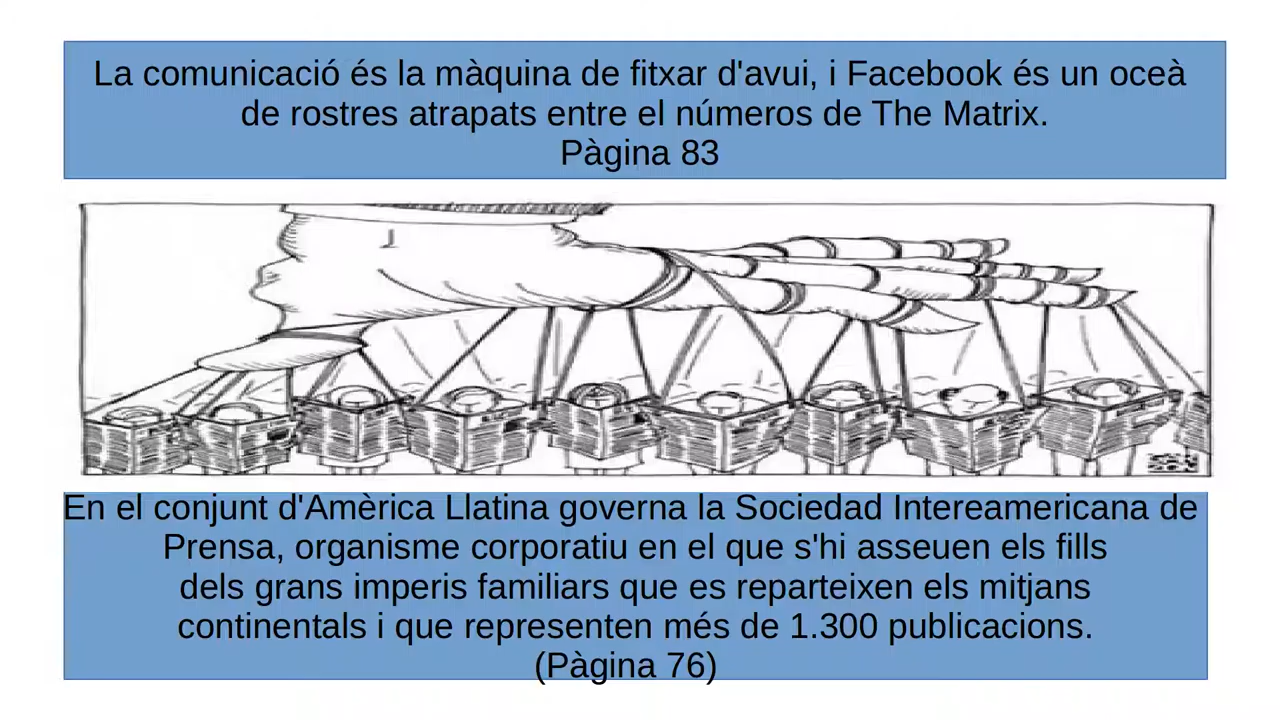 La comunicació és la màquina de fitxar d'avui, i Facebook és un oceà
de rostres atrapats entre el números de The Matrix.
Pàgina 83
En el conjunt d'Amèrica Llatina governa la Sociedad Intereamericana de
Prensa, organisme corporatiu en el que s'hi asseuen els fills
dels grans imperis familiars que es reparteixen els mitjans
continentals i que representen més de 1.300 publicacions.
(Pàgina 76)